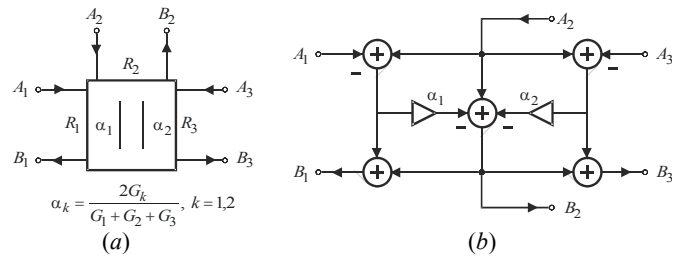 A₂ B₂
A₁ R₂ A₃
R₁ α₁ α₂ R₃
B₁ B₃
αₖ = 2Gₖ / (G₁ + G₂ + G₃), k = 1,2
(a)
A₂
A₁ + + A₃
− −
α₁ + α₂
− −
B₁ + + B₃
B₂
(b)